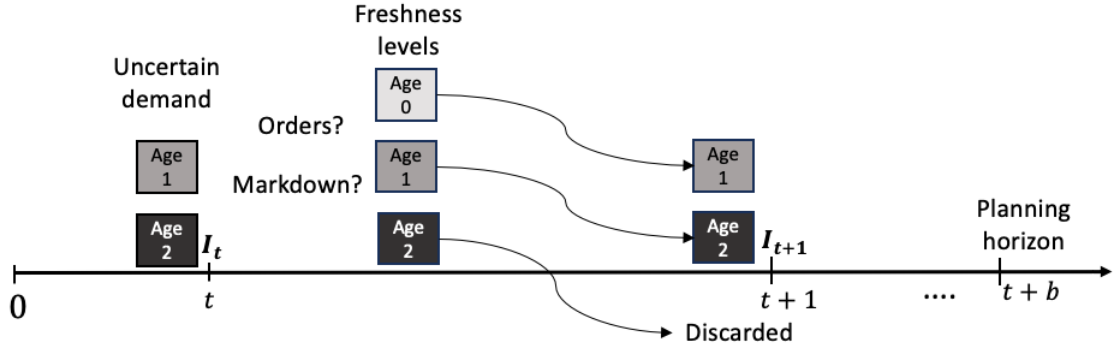 Freshness
levels
Uncertain
demand
Age
0
Orders?
Age
1
Age
1
Age
1
Markdown?
Age
2
I_t
Age
2
Age
2
I_{t+1}
Planning
horizon
0
t
t + 1
....
t + b
Discarded